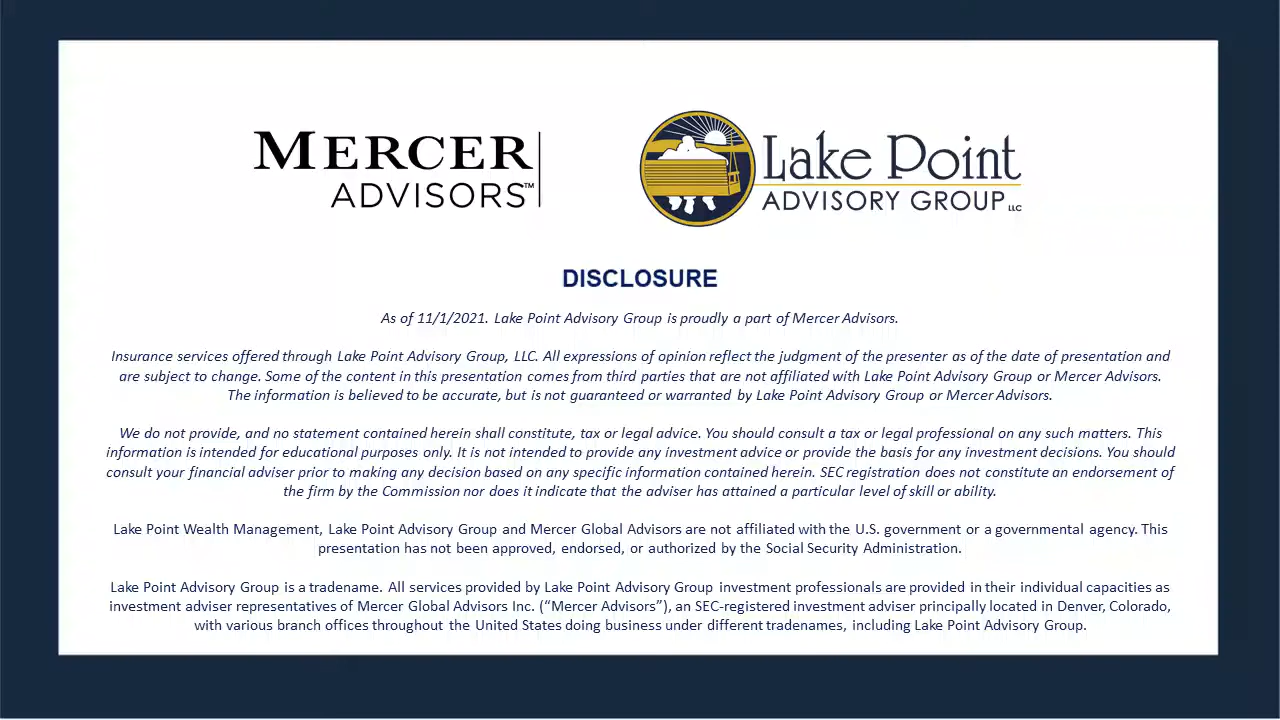 MERCER
ADVISORS™
Lake Point
ADVISORY GROUP LLC
DISCLOSURE
As of 11/1/2021. Lake Point Advisory Group is proudly a part of Mercer Advisors.
Insurance services offered through Lake Point Advisory Group, LLC. All expressions of opinion reflect the judgment of the presenter as of the date of presentation and
are subject to change. Some of the content in this presentation comes from third parties that are not affiliated with Lake Point Advisory Group or Mercer Advisors.
The information is believed to be accurate, but is not guaranteed or warranted by Lake Point Advisory Group or Mercer Advisors.
We do not provide, and no statement contained herein shall constitute, tax or legal advice. You should consult a tax or legal professional on any such matters. This
information is intended for educational purposes only. It is not intended to provide any investment advice or provide the basis for any investment decisions. You should
consult your financial adviser prior to making any decision based on any specific information contained herein. SEC registration does not constitute an endorsement of
the firm by the Commission nor does it indicate that the adviser has attained a particular level of skill or ability.
Lake Point Wealth Management, Lake Point Advisory Group and Mercer Global Advisors are not affiliated with the U.S. government or a governmental agency. This
presentation has not been approved, endorsed, or authorized by the Social Security Administration.
Lake Point Advisory Group is a tradename. All services provided by Lake Point Advisory Group investment professionals are provided in their individual capacities as
investment adviser representatives of Mercer Global Advisors Inc. (“Mercer Advisors”), an SEC-registered investment adviser principally located in Denver, Colorado,
with various branch offices throughout the United States doing business under different tradenames, including Lake Point Advisory Group.